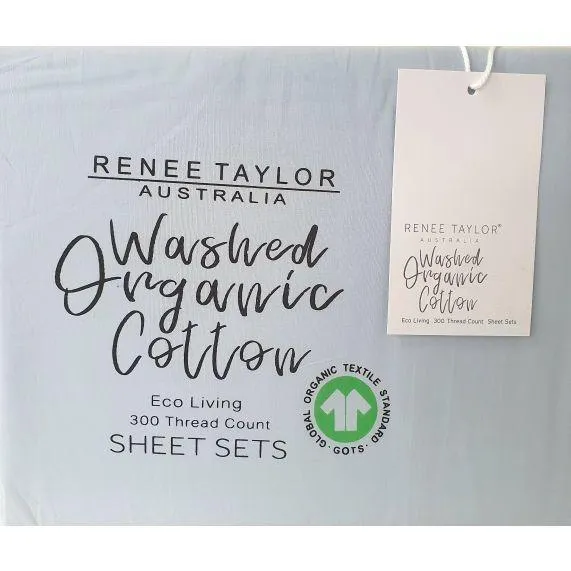 RENEE TAYLOR
AUSTRALIA
Washed
Organic
Cotton
Eco Living
300 Thread Count
SHEET SETS
GLOBAL ORGANIC TEXTILE STANDARD
· GOTS ·
RENEE TAYLOR®
AUSTRALIA
Washed
Organic
Cotton
Eco Living · 300 Thread Count · Sheet Sets